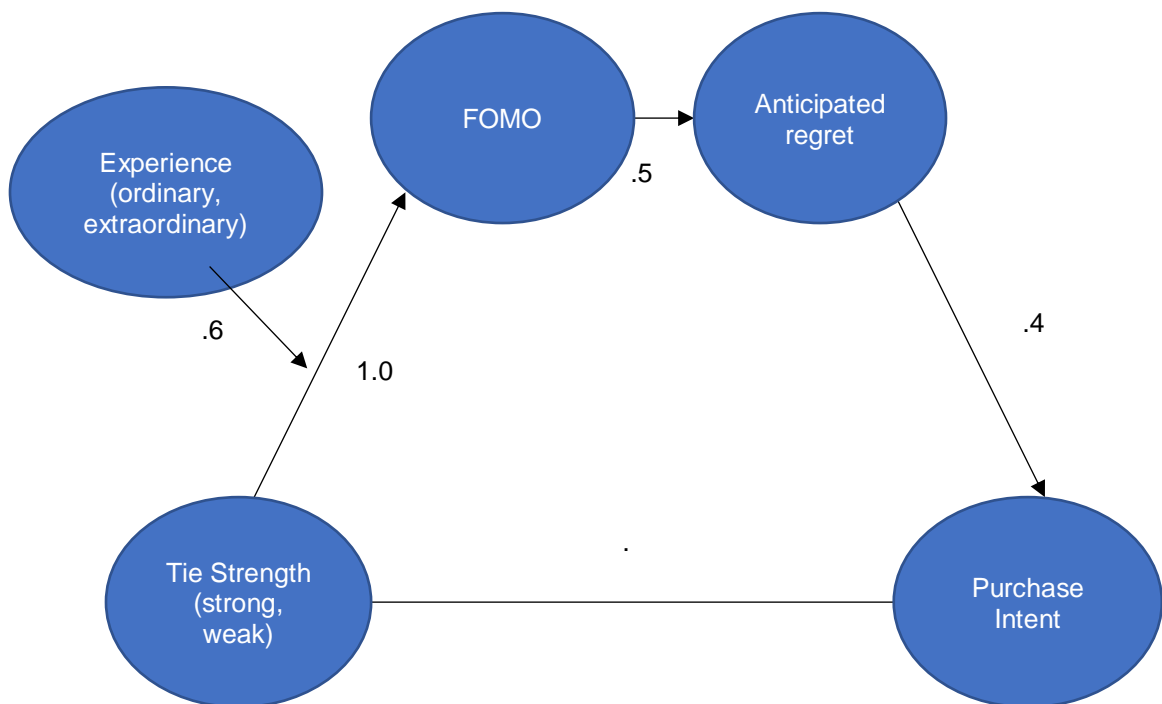 FOMO
Anticipated
regret
Experience
(ordinary,
extraordinary)
.5
.6
1.0
.4
.
Tie Strength
(strong,
weak)
Purchase
Intent